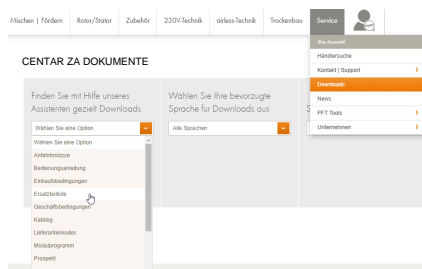 Mischen | Fördern Rotor/Stator Zubehör 230V-Technik airless-Technik Trockenbau Service
Ihre Auswahl
Händlersuche
Kontakt | Support
Downloads
News
PFT Tools
Unternehmen
CENTAR ZA DOKUMENTE
Finden Sie mit Hilfe unseres
Assistenten gezielt Downloads
Wählen Sie Ihre bevorzugte
Sprache für Downloads aus
S
Wählen Sie eine Option
Alle Sprachen
Wählen Sie eine Option
Anfahrtsskizze
Bedienungsanleitung
Einkaufsbedingungen
Ersatzteilliste
Geschäftsbedingungen
Katalog
Lieferantenkodex
Modulprogramm
Prospekt